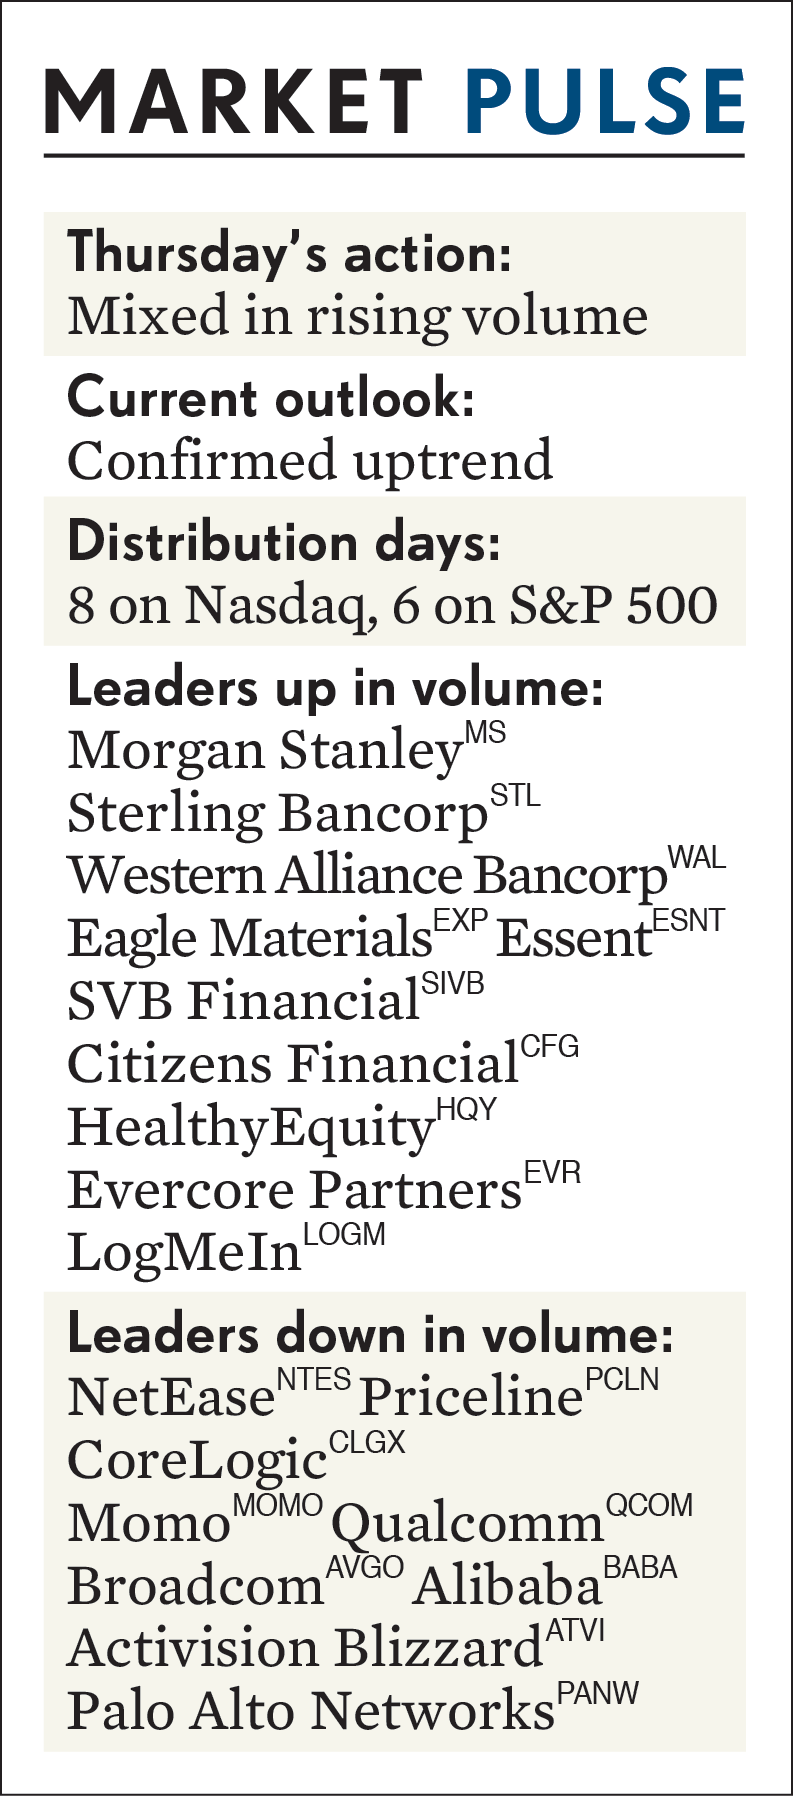 MARKET PULSE
Thursday’s action:
Mixed in rising volume
Current outlook:
Confirmed uptrend
Distribution days:
8 on Nasdaq, 6 on S&P 500
Leaders up in volume:
Morgan Stanley MS
Sterling Bancorp STL
Western Alliance Bancorp WAL
Eagle Materials EXP Essent ESNT
SVB Financial SIVB
Citizens Financial CFG
HealthyEquity HQY
Evercore Partners EVR
LogMeIn LOGM
Leaders down in volume:
NetEase NTES Priceline PCLN
CoreLogic CLGX
Momo MOMO Qualcomm QCOM
Broadcom AVGO Alibaba BABA
Activision Blizzard ATVI
Palo Alto Networks PANW